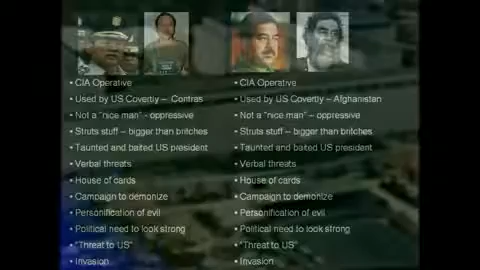 • CIA Operative
• Used by US Covertly – Contras
• Not a "nice man" - oppressive
• Struts stuff – bigger than britches
• Taunted and baited US president
• Verbal threats
• House of cards
• Campaign to demonize
• Personification of evil
• Political need to look strong
• "Threat to US"
• Invasion
• CIA Operative
• Used by US Covertly – Afghanistan
• Not a "nice man" – oppressive
• Struts stuff – bigger than britches
• Taunted and baited US president
• Verbal threats
• House of cards
• Campaign to demonize
• Personification of evil
• Political need to look strong
• "Threat to US"
• Invasion